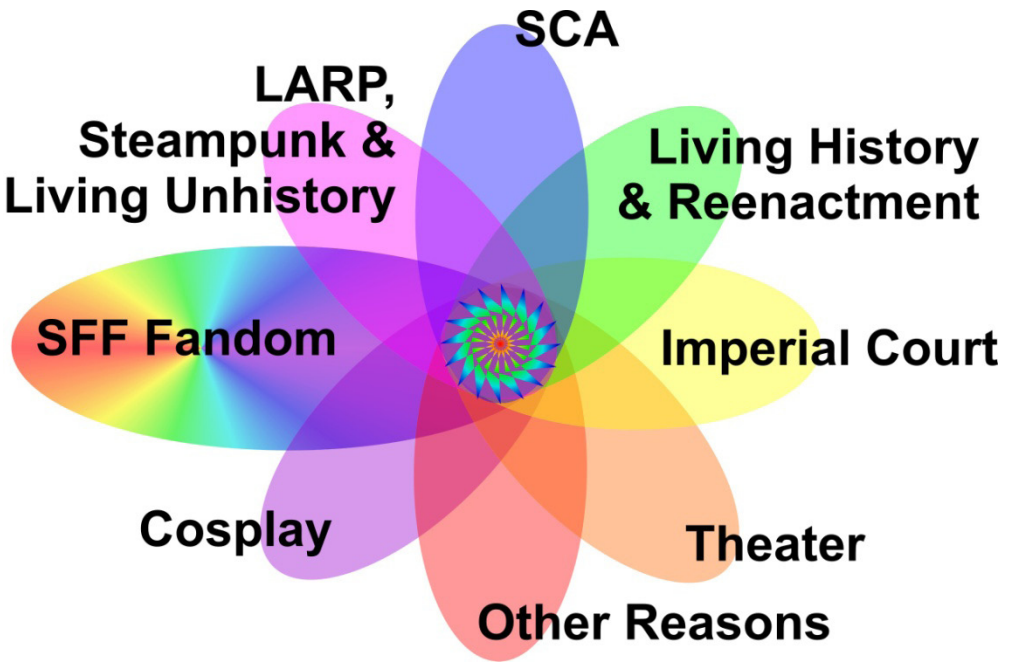 SCA
LARP,
Steampunk &
Living Unhistory
Living History
& Reenactment
SFF Fandom
Imperial Court
Cosplay
Theater
Other Reasons